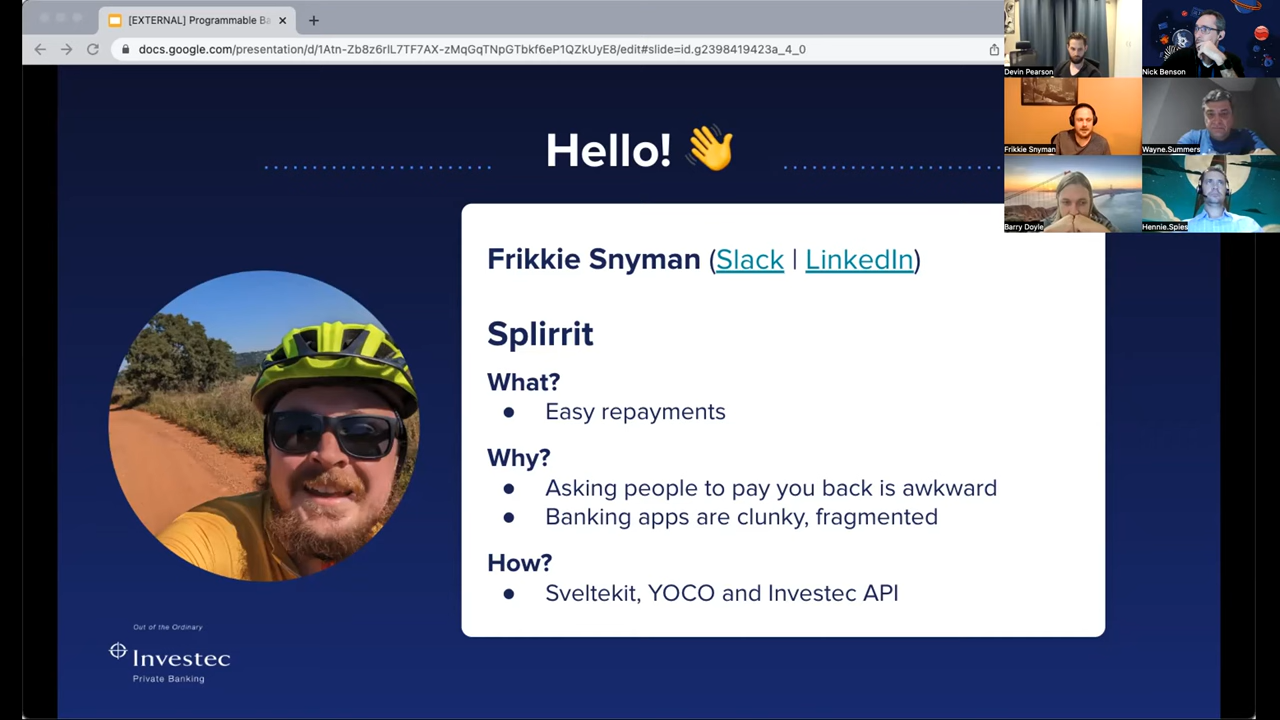 [EXTERNAL] Programmable Ba
docs.google.com/presentation/d/1Atn-Zb8z6rlL7TF7AX-zMqGqTNpGTbkf6eP1QZkUyE8/edit#slide=id.g2398419423a_4_0
Devin Pearson
Nick Benson
Frikkie Snyman
Wayne.Summers
Barry Doyle
Hennie.Spies
Hello! 👋
Frikkie Snyman (Slack | LinkedIn)
Splirrit
What?
● Easy repayments
Why?
● Asking people to pay you back is awkward
● Banking apps are clunky, fragmented
How?
● Sveltekit, YOCO and Investec API
Out of the Ordinary
Investec
Private Banking